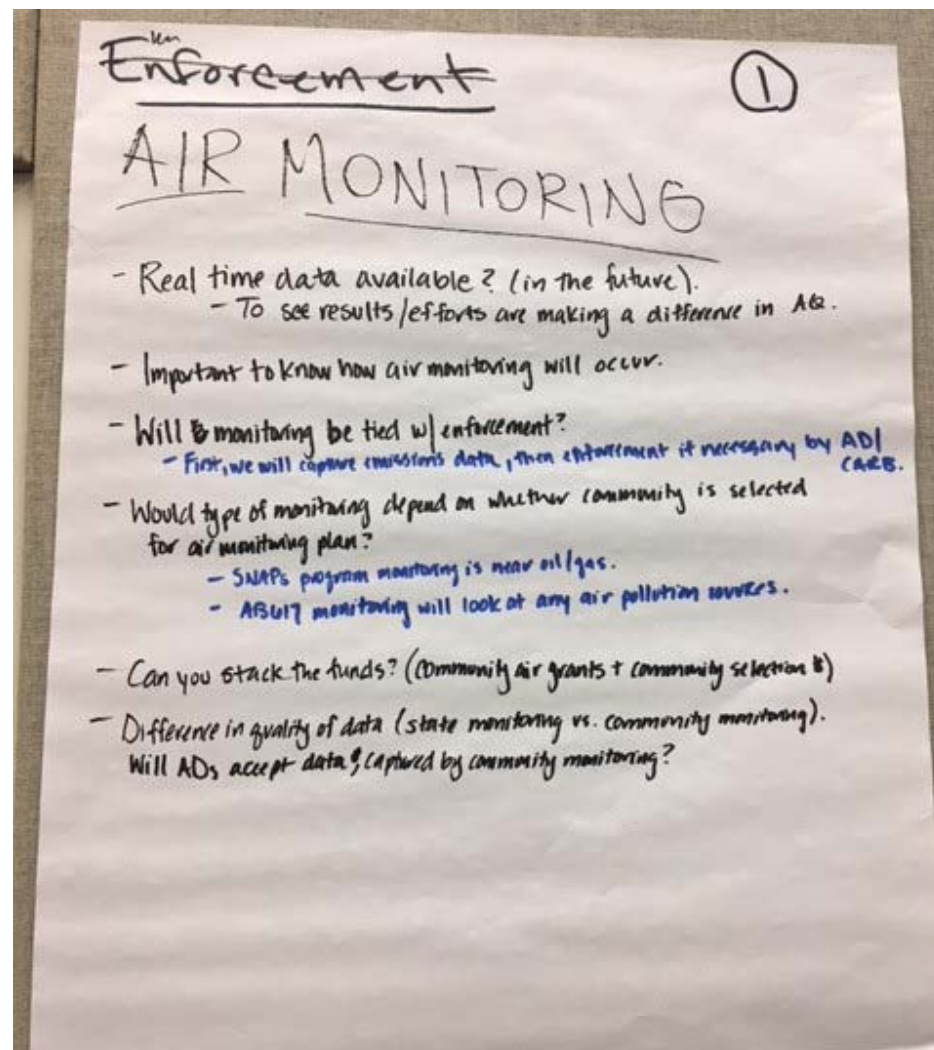 Enforcement
1
AIR MONITORING
- Real time data available? (in the future).
- To see results/efforts are making a difference in AQ.
- Important to know how air monitoring will occur.
- Will monitoring be tied w/ enforcement?
- First, we will capture emissions data, then enforcement if necessary by AD/
CARB.
- Would type of monitoring depend on whether community is selected
for air monitoring plan?
- SNAPs program monitoring is near oil/gas.
- AB617 monitoring will look at any air pollution sources.
- Can you stack the funds? (community air grants + community selection $)
- Difference in quality of data (state monitoring vs. community monitoring).
Will ADs accept data captured by community monitoring?